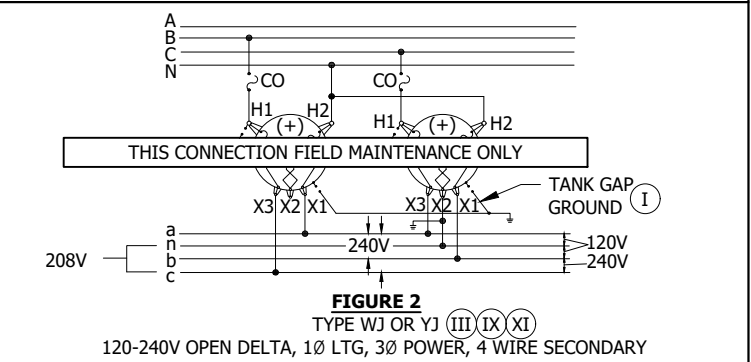 A
B
C
N
CO
CO
H1
(+)
H2
H1
(+)
H2
THIS CONNECTION FIELD MAINTENANCE ONLY
X3 X2 X1
X3 X2 X1
TANK GAP
GROUND I
a
n
b
c
208V
240V
120V
240V
FIGURE 2
TYPE WJ OR YJ III IX XI
120-240V OPEN DELTA, 1Ø LTG, 3Ø POWER, 4 WIRE SECONDARY